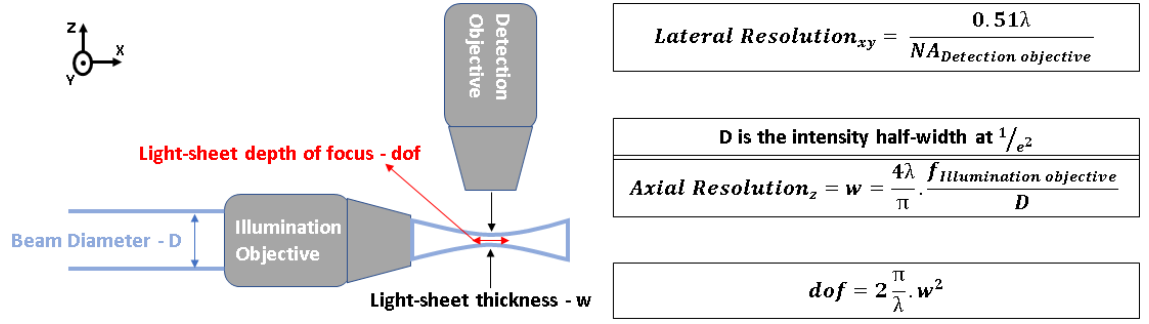 Z
X
Y
Detection
Objective
Light-sheet depth of focus - dof
Beam Diameter - D
Illumination
Objective
Light-sheet thickness - w
Lateral Resolution_xy = 0.51λ / NA_Detection objective
D is the intensity half-width at 1/e²
Axial Resolution_z = w = 4λ/π . f_Illumination objective / D
dof = 2 π/λ . w²